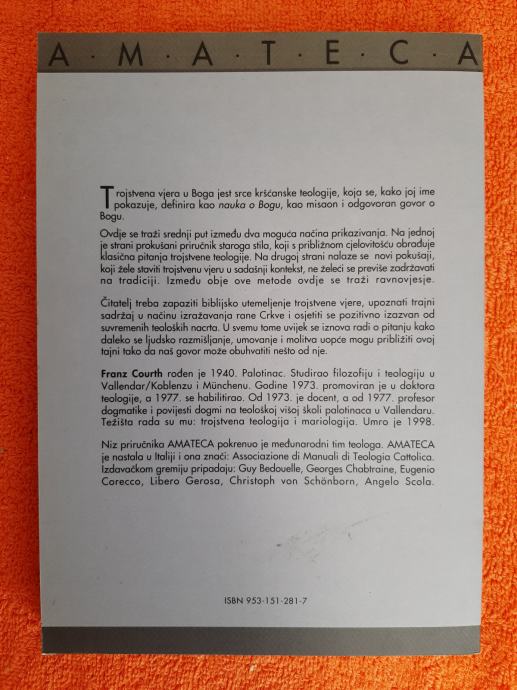 A · M · A · T · E · C · A
Trojstvena vjera u Boga jest srce kršćanske teologije, koja se, kako joj ime
pokazuje, definira kao nauka o Bogu, kao misaon i odgovoran govor o
Bogu.
Ovdje se traži srednji put između dva moguća načina prikazivanja. Na jednoj
je strani prokušani priručnik staroga stila, koji s približnom cjelovitošću obrađuje
klasična pitanja trojstvene teologije. Na drugoj strani nalaze se novi pokušaji,
koji žele staviti trojstvenu vjeru u sadašnji kontekst, ne želeći se previše zadržavati
na tradiciji. Između obje ove metode ovdje se traži ravnovjesje.
Čitatelj treba zapaziti biblijsko utemeljenje trojstvene vjere, upoznati trajni
sadržaj u načinu izražavanja rane Crkve i osjetiti se pozitivno izazvan od
suvremenih teoloških nacrta. U svemu tome uvijek se iznova radi o pitanju kako
daleko se ljudsko razmišljanje, umovanje i molitva uopće mogu približiti ovoj
tajni tako da naš govor može obuhvatiti nešto od nje.
Franz Courth rođen je 1940. Palotinac. Studirao filozofiju i teologiju u
Vallendar/Koblenzu i Münchenu. Godine 1973. promoviran je u doktora
teologije, a 1977. se habilitirao. Od 1973. je docent, a od 1977. profesor
dogmatike i povijesti dogmi na teološkoj višoj školi palotinaca u Vallendaru.
Težišta rada su mu: trojstvena teologija i mariologija. Umro je 1998.
Niz priručnika AMATECA pokrenuo je međunarodni tim teologa. AMATECA
je nastala u Italiji i ona znači: Associazione di Manuali di Teologia Cattolica.
Izdavačkom gremiju pripadaju: Guy Bedouelle, Georges Chabtraine, Eugenio
Corecco, Libero Gerosa, Christoph von Schönborn, Angelo Scola.
ISBN 953-151-281-7